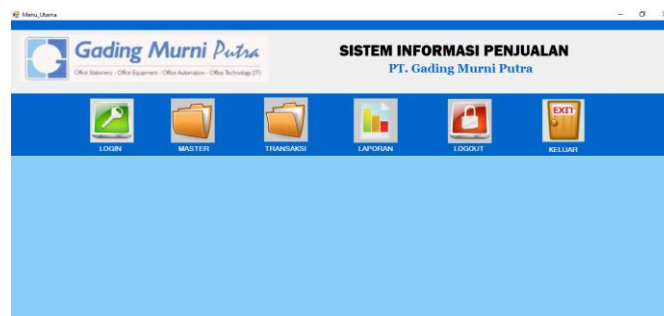 Menu_Utama
Gading Murni Putra
Office Stationery - Office Equipment - Office Automation - Office Technology (IT)
SISTEM INFORMASI PENJUALAN
PT. Gading Murni Putra
LOGIN
MASTER
TRANSAKSI
LAPORAN
LOGOUT
EXIT
KELUAR